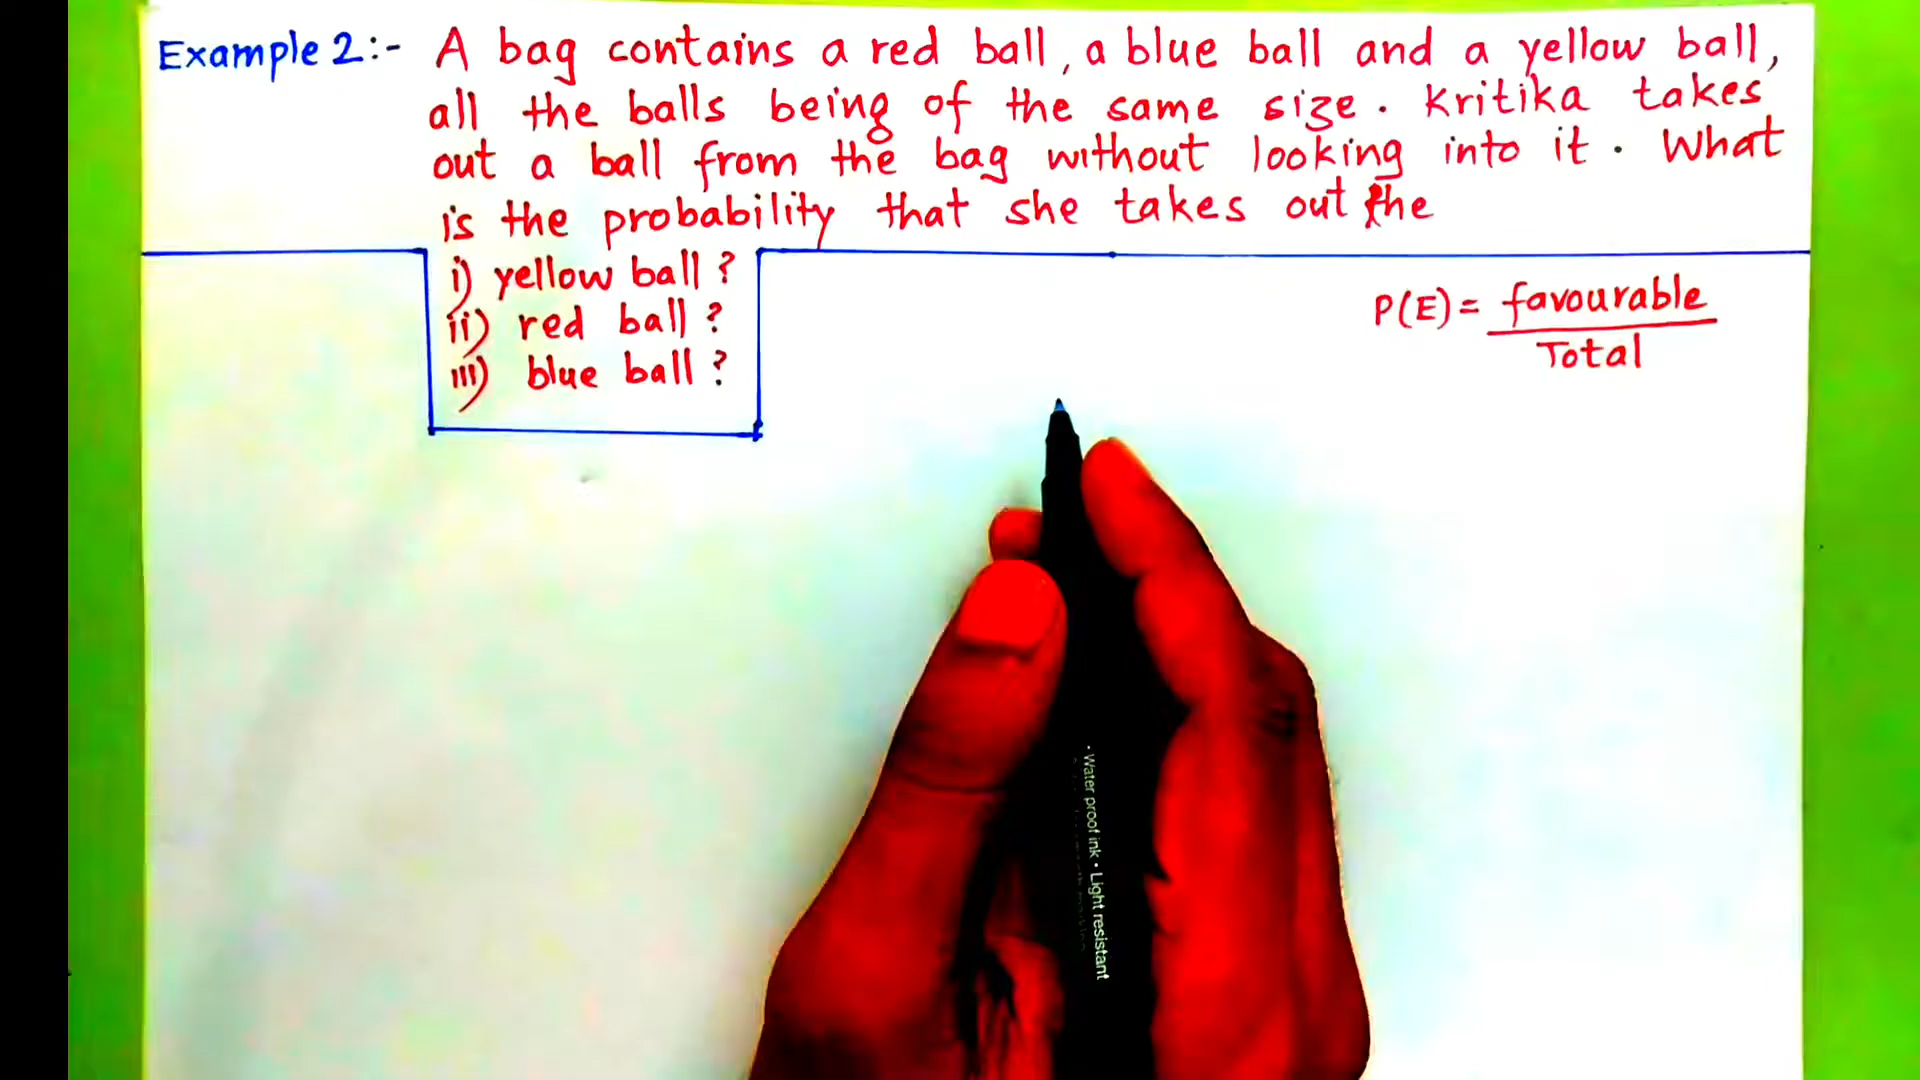 Example 2:- A bag contains a red ball, a blue ball and a yellow ball,
all the balls being of the same size. Kritika takes
out a ball from the bag without looking into it. What
is the probability that she takes out the
i) yellow ball?
ii) red ball?
iii) blue ball?
P(E) = favourable
Total
• Water proof ink • Light resistant